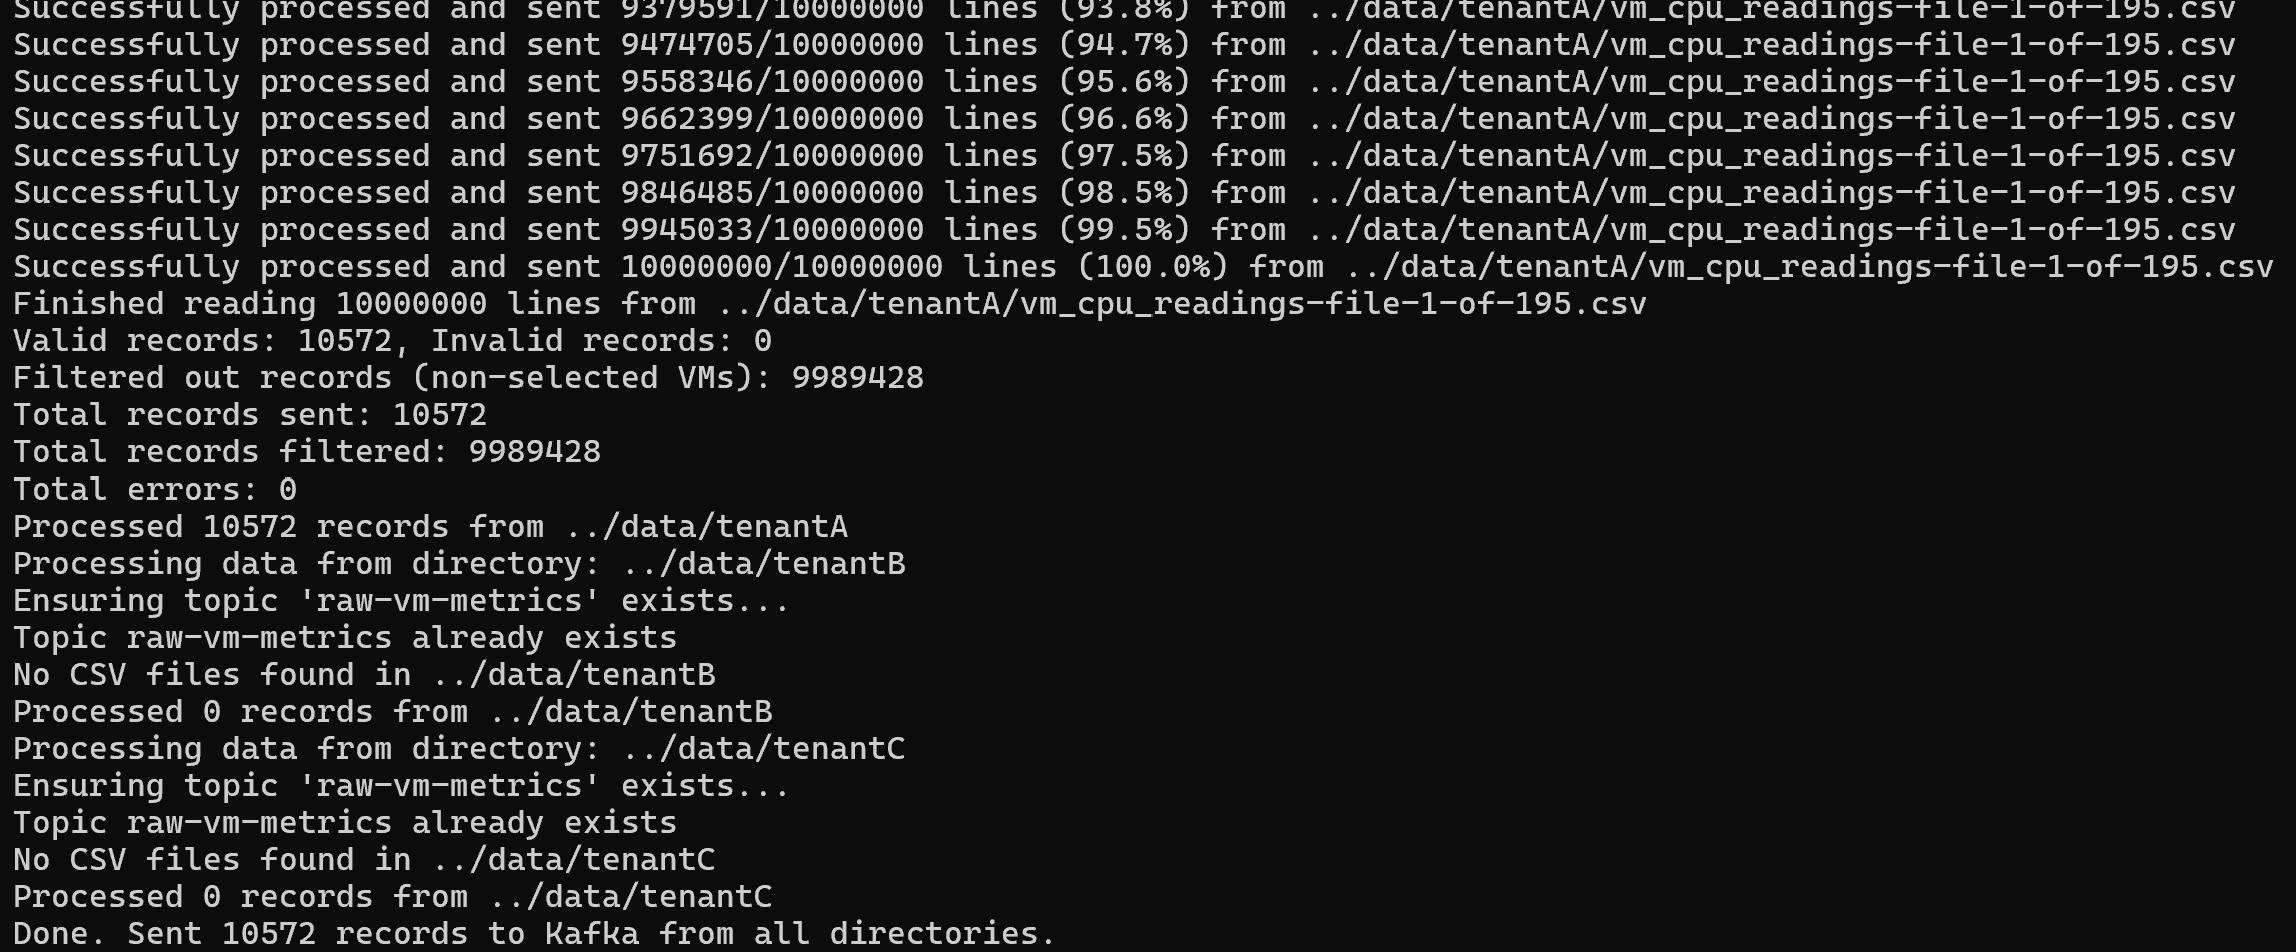 Successfully processed and sent 9379591/10000000 lines (93.8%) from ../data/tenantA/vm_cpu_readings-file-1-of-195.csv
Successfully processed and sent 9474705/10000000 lines (94.7%) from ../data/tenantA/vm_cpu_readings-file-1-of-195.csv
Successfully processed and sent 9558346/10000000 lines (95.6%) from ../data/tenantA/vm_cpu_readings-file-1-of-195.csv
Successfully processed and sent 9662399/10000000 lines (96.6%) from ../data/tenantA/vm_cpu_readings-file-1-of-195.csv
Successfully processed and sent 9751692/10000000 lines (97.5%) from ../data/tenantA/vm_cpu_readings-file-1-of-195.csv
Successfully processed and sent 9846485/10000000 lines (98.5%) from ../data/tenantA/vm_cpu_readings-file-1-of-195.csv
Successfully processed and sent 9945033/10000000 lines (99.5%) from ../data/tenantA/vm_cpu_readings-file-1-of-195.csv
Successfully processed and sent 10000000/10000000 lines (100.0%) from ../data/tenantA/vm_cpu_readings-file-1-of-195.csv
Finished reading 10000000 lines from ../data/tenantA/vm_cpu_readings-file-1-of-195.csv
Valid records: 10572, Invalid records: 0
Filtered out records (non-selected VMs): 9989428
Total records sent: 10572
Total records filtered: 9989428
Total errors: 0
Processed 10572 records from ../data/tenantA
Processing data from directory: ../data/tenantB
Ensuring topic 'raw-vm-metrics' exists...
Topic raw-vm-metrics already exists
No CSV files found in ../data/tenantB
Processed 0 records from ../data/tenantB
Processing data from directory: ../data/tenantC
Ensuring topic 'raw-vm-metrics' exists...
Topic raw-vm-metrics already exists
No CSV files found in ../data/tenantC
Processed 0 records from ../data/tenantC
Done. Sent 10572 records to Kafka from all directories.